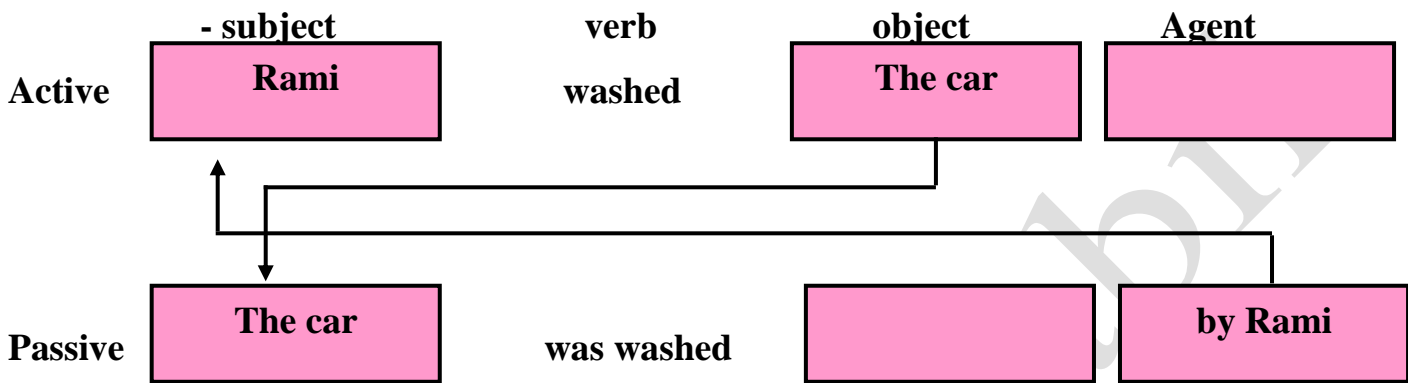 - subject verb object Agent
Active Rami washed The car
Passive The car was washed by Rami